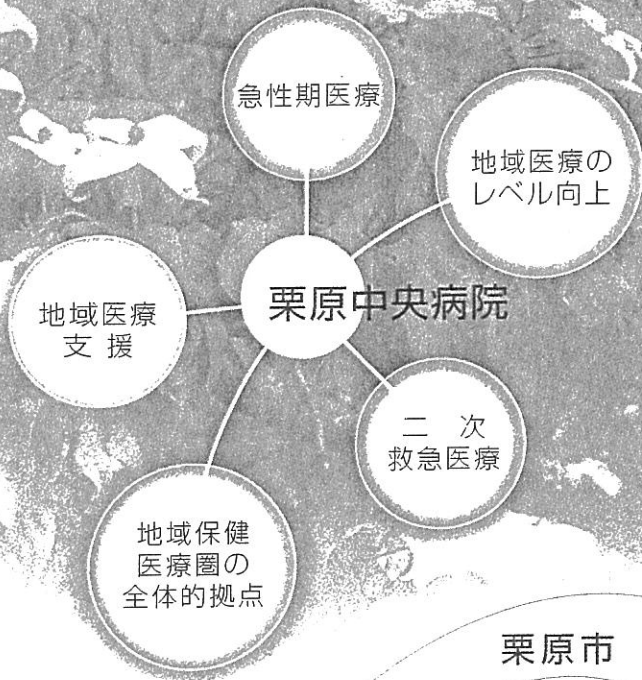 急性期医療
地域医療の
レベル向上
栗原中央病院
地域医療
支 援
二　次
救急医療
地域保健
医療圏の
全体的拠点
栗原市